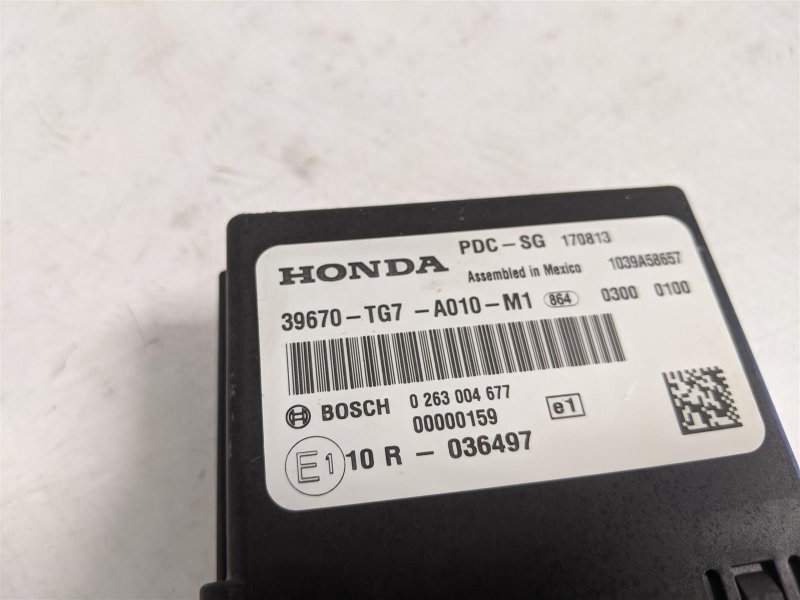 PDC-SG 170813
HONDA Assembled in Mexico 1039A58657
39670-TG7 -A010-M1 864 0300 0100
BOSCH 0 263 004 677
00000159 e1
E1 10 R - 036497